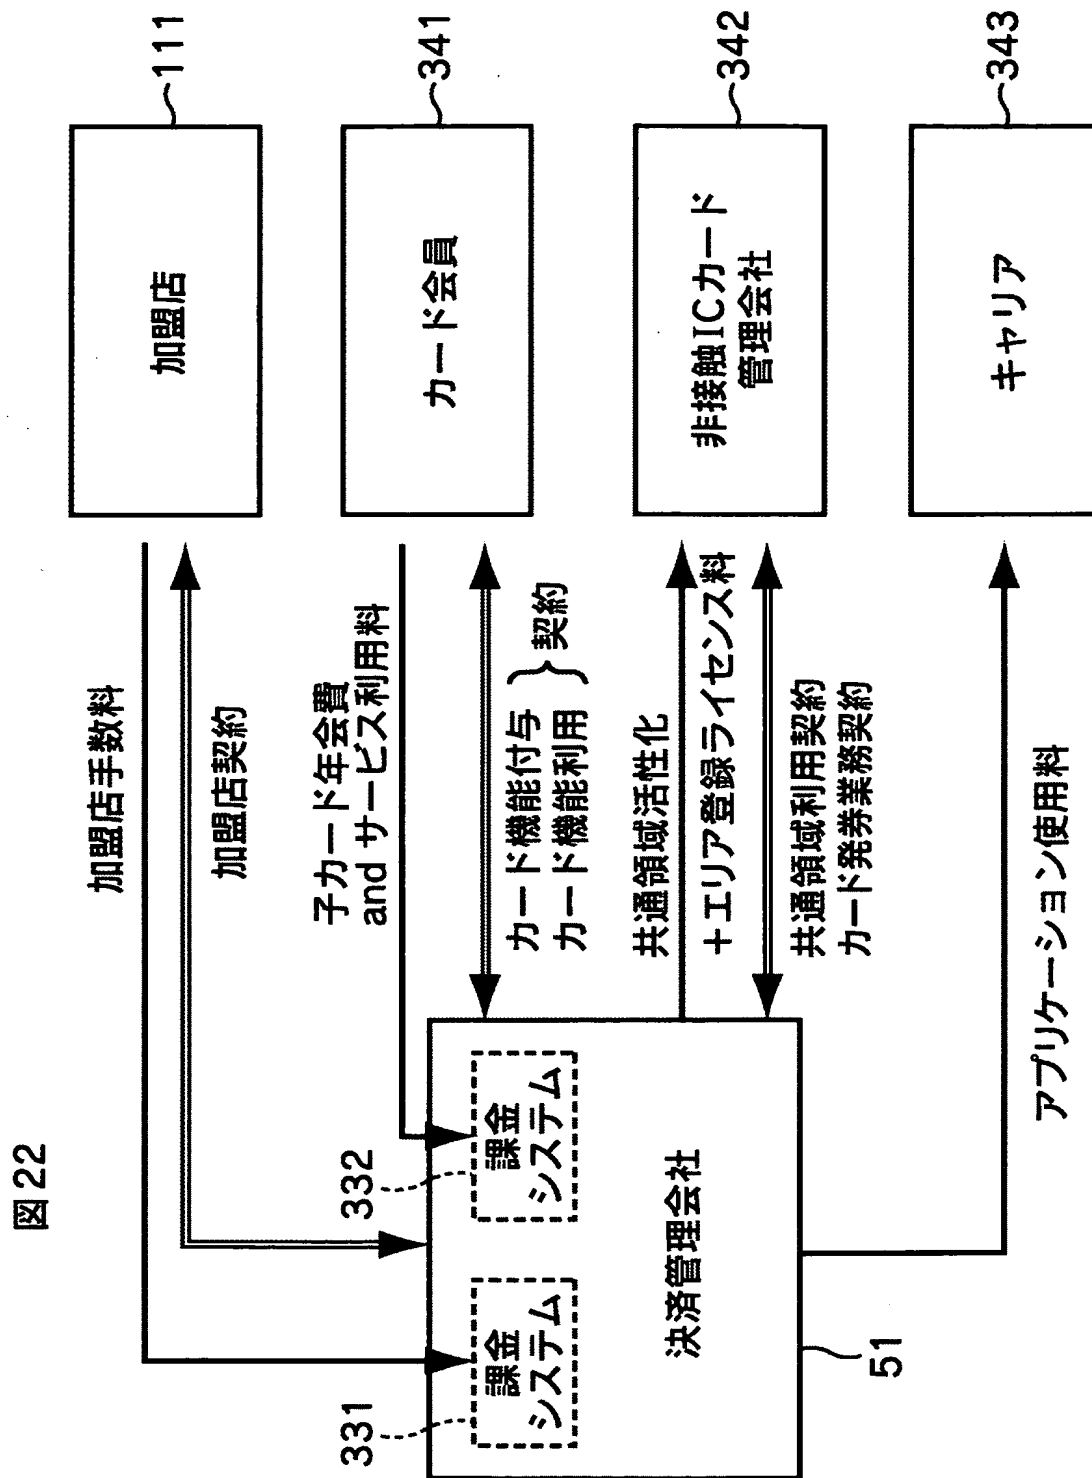 図22
加盟店
111
カード会員
341
非接触ICカード
管理会社
342
キャリア
343
加盟店手数料
加盟店契約
子カード年会費
and サービス利用料
カード機能付与
カード機能利用
契約
共通領域活性化
+エリア登録ライセンス料
共通領域利用契約
カード発券業務契約
アプリケーション使用料
331
課金
システム
332
課金
システム
決済管理会社
51